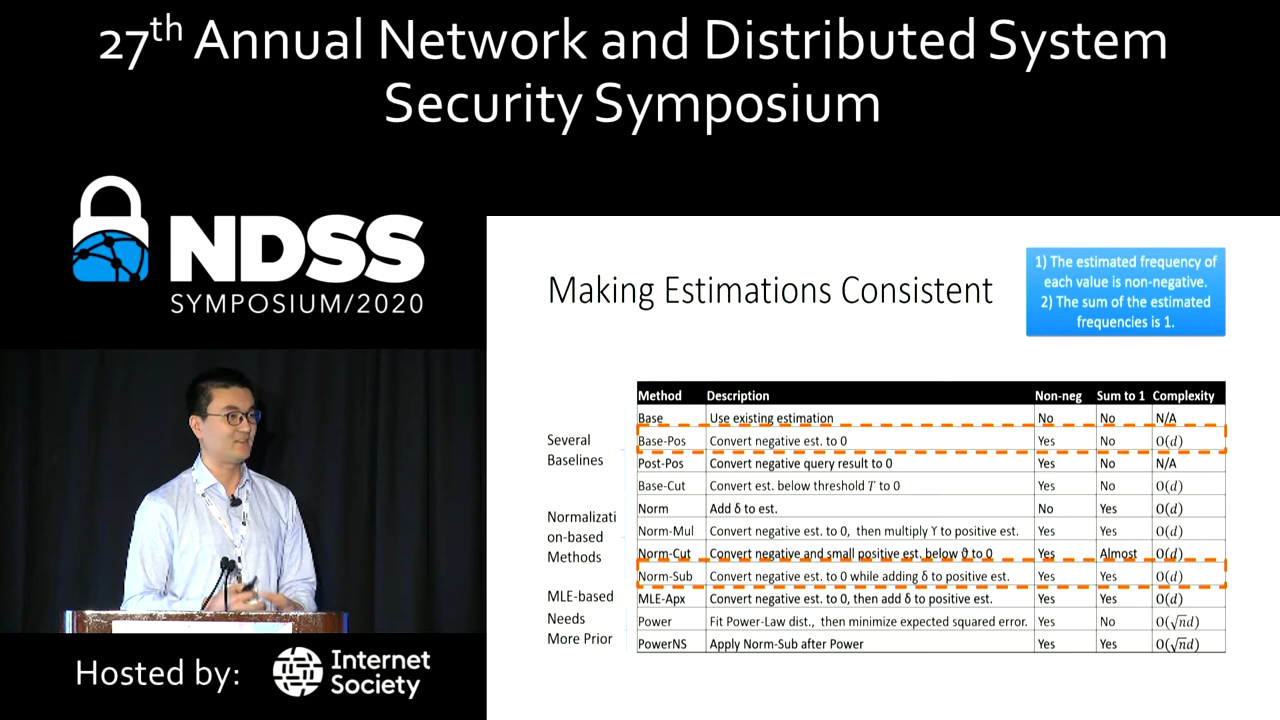 27th Annual Network and Distributed System
Security Symposium
NDSS
SYMPOSIUM/2020
Making Estimations Consistent
1) The estimated frequency of
each value is non-negative.
2) The sum of the estimated
frequencies is 1.
Method Description Non-neg Sum to 1 Complexity
Base Use existing estimation No No N/A
Several
Baselines
Base-Pos Convert negative est. to 0 Yes No O(d)
Post-Pos Convert negative query result to 0 Yes No N/A
Base-Cut Convert est. below threshold T to 0 Yes No O(d)
Normalizati
on-based
Methods
Norm Add δ to est. No Yes O(d)
Norm-Mul Convert negative est. to 0, then multiply ϒ to positive est. Yes Yes O(d)
Norm-Cut Convert negative and small positive est. below ϑ to 0 Yes Almost O(d)
Norm-Sub Convert negative est. to 0 while adding δ to positive est. Yes Yes O(d)
MLE-based
MLE-Apx Convert negative est. to 0, then add δ to positive est. Yes Yes O(d)
Needs
More Prior
Power Fit Power-Law dist., then minimize expected squared error. Yes No O(√nd)
PowerNS Apply Norm-Sub after Power Yes Yes O(√nd)
Hosted by:
Internet
Society